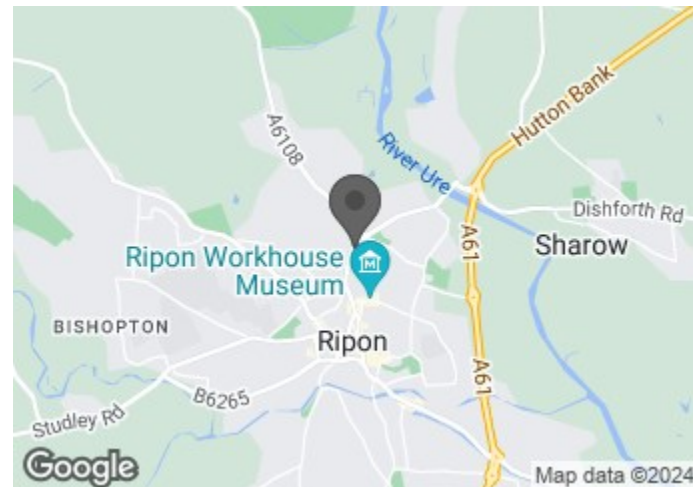 A6108
Hutton Bank
River Ure
Dishforth Rd
A61
Sharow
Ripon Workhouse
Museum
M
BISHOPTON
Ripon
A61
B6265
Studley Rd
Google
Map data ©2024